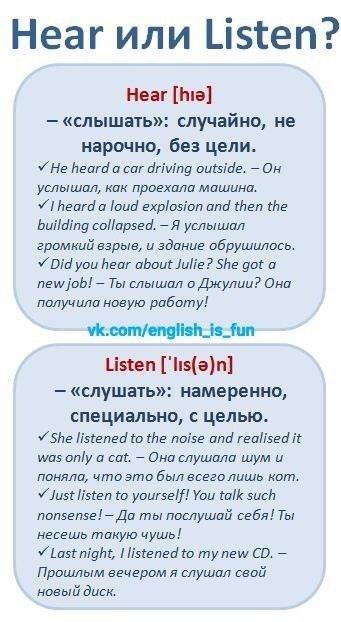 Hear или Listen?
Hear [hɪə]
– «слышать»: случайно, не
нарочно, без цели.
✓He heard a car driving outside. – Он
услышал, как проехала машина.
✓I heard a loud explosion and then the
building collapsed. – Я услышал
громкий взрыв, и здание обрушилось.
✓Did you hear about Julie? She got a
new job! – Ты слышал о Джулии? Она
получила новую работу!
vk.com/english_is_fun
Listen [ˈlɪs(ə)n]
– «слушать»: намеренно,
специально, с целью.
✓She listened to the noise and realised it
was only a cat. – Она слушала шум и
поняла, что это был всего лишь кот.
✓Just listen to yourself! You talk such
nonsense! – Да ты послушай себя! Ты
несешь такую чушь!
✓Last night, I listened to my new CD. –
Прошлым вечером я слушал свой
новый диск.